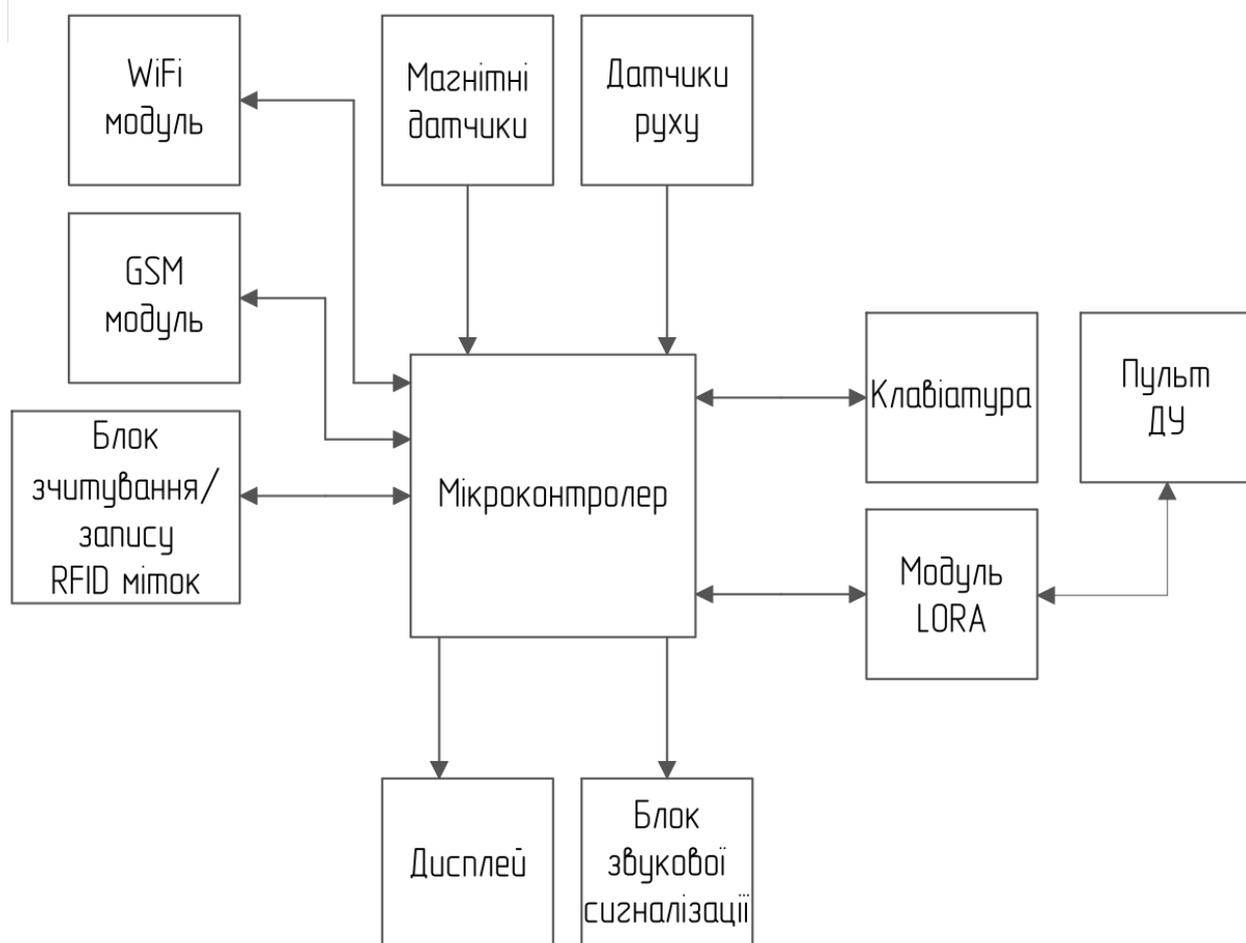 WiFi
модуль
Магнітні
датчики
Датчики
руху
GSM
модуль
Клавіатура
Пульт
ДУ
Блок
зчитування/
запису
RFID міток
Мікроконтролер
Модуль
LORA
Дисплей
Блок
звукової
сигналізації